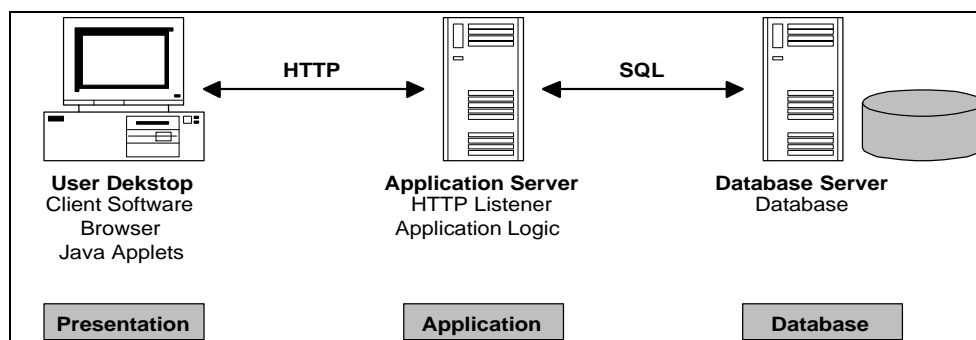 HTTP
SQL
User Dekstop
Client Software
Browser
Java Applets
Application Server
HTTP Listener
Application Logic
Database Server
Database
Presentation
Application
Database